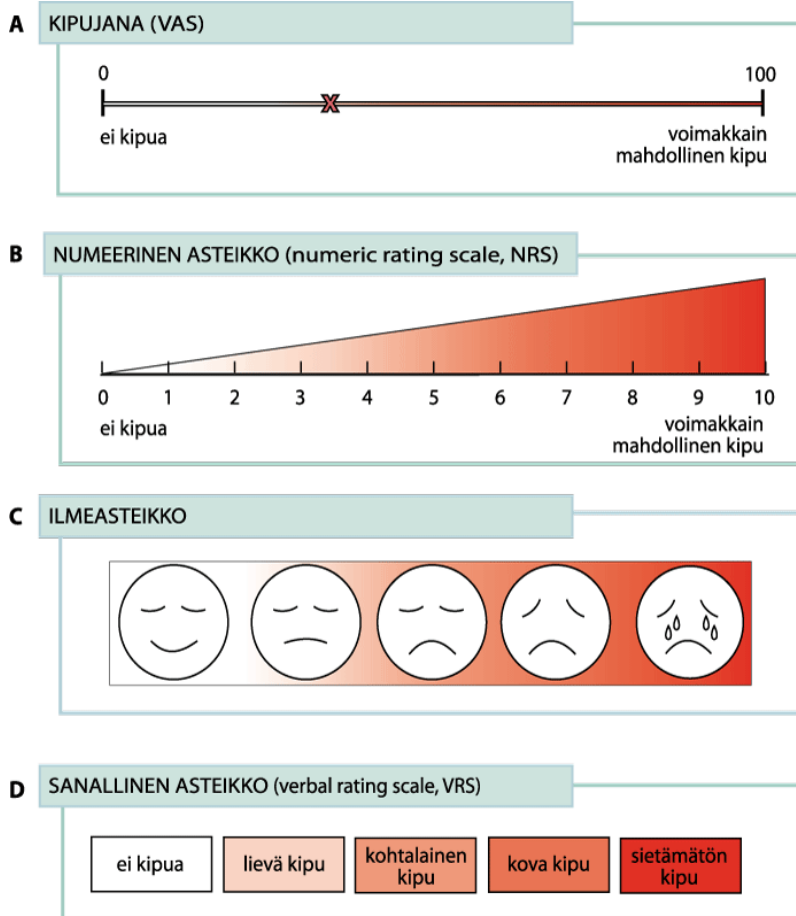 A KIPUJANA (VAS)
0 100
X
ei kipua voimakkain
mahdollinen kipu
B NUMEERINEN ASTEIKKO (numeric rating scale, NRS)
0 1 2 3 4 5 6 7 8 9 10
ei kipua voimakkain
mahdollinen kipu
C ILMEASTEIKKO
D SANALLINEN ASTEIKKO (verbal rating scale, VRS)
ei kipua
lievä kipu
kohtalainen
kipu
kova kipu
sietämätön
kipu